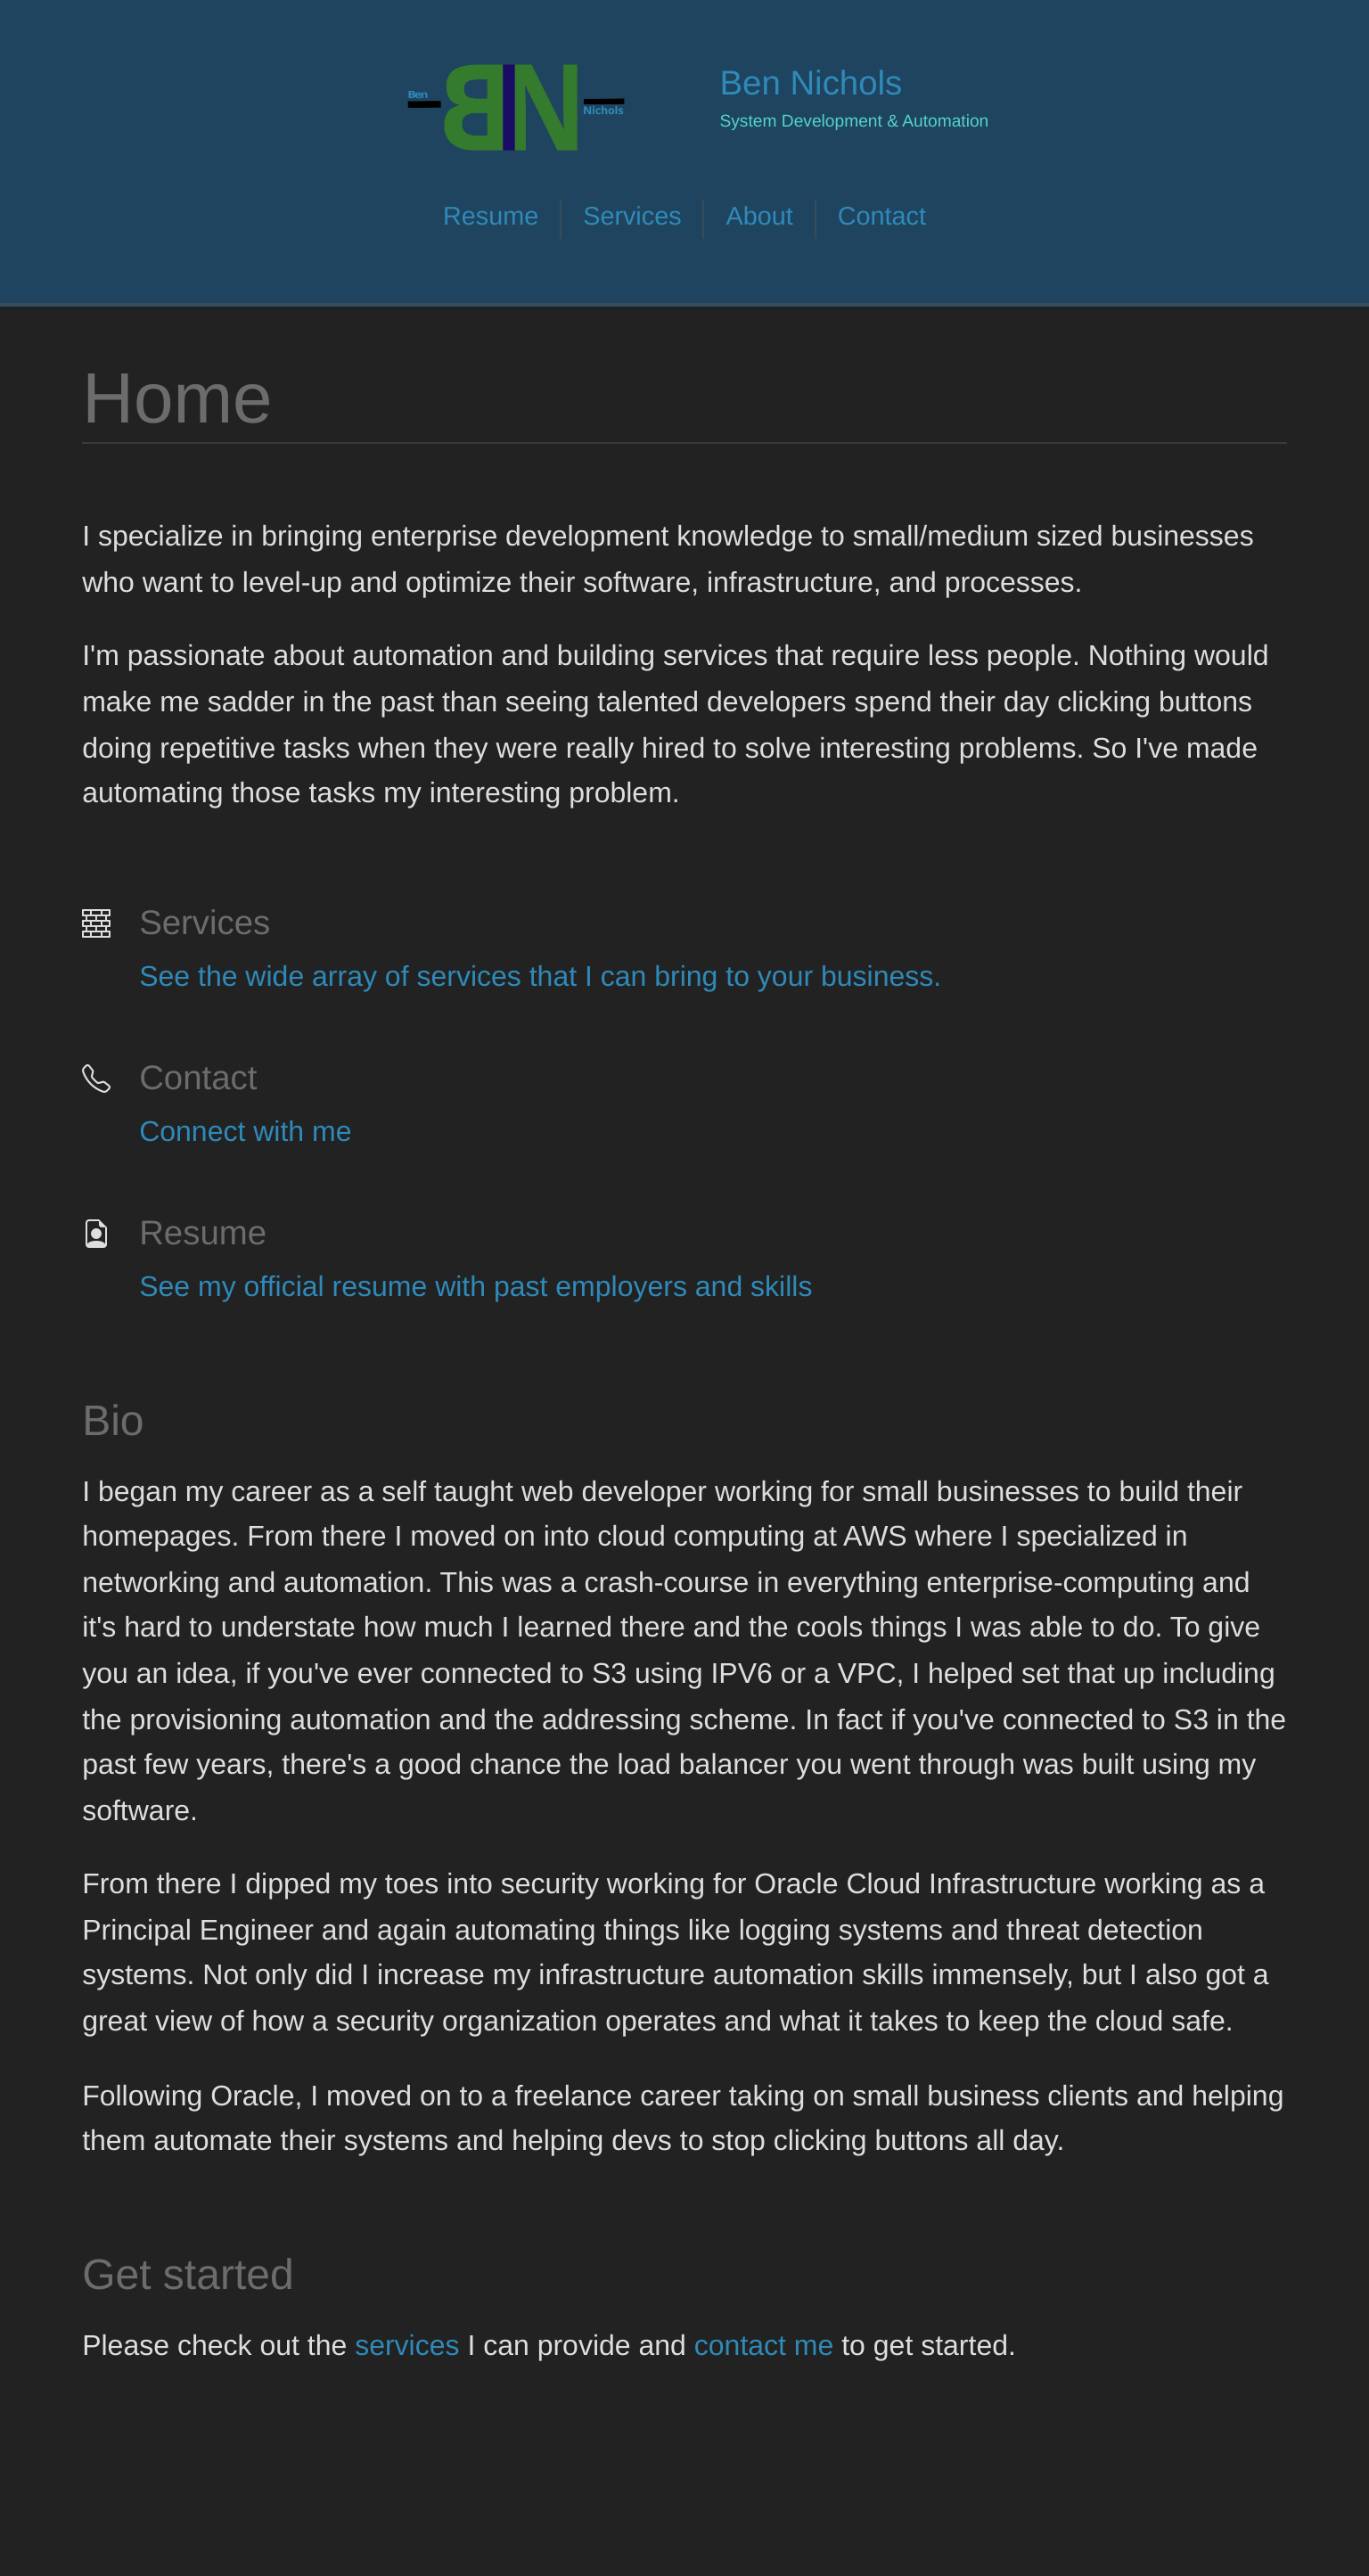 Ben
BN
Nichols
Ben Nichols
System Development & Automation
Resume
Services
About
Contact
Home
I specialize in bringing enterprise development knowledge to small/medium sized businesses
who want to level-up and optimize their software, infrastructure, and processes.
I'm passionate about automation and building services that require less people. Nothing would
make me sadder in the past than seeing talented developers spend their day clicking buttons
doing repetitive tasks when they were really hired to solve interesting problems. So I've made
automating those tasks my interesting problem.
Services
See the wide array of services that I can bring to your business.
Contact
Connect with me
Resume
See my official resume with past employers and skills
Bio
I began my career as a self taught web developer working for small businesses to build their
homepages. From there I moved on into cloud computing at AWS where I specialized in
networking and automation. This was a crash-course in everything enterprise-computing and
it's hard to understate how much I learned there and the cools things I was able to do. To give
you an idea, if you've ever connected to S3 using IPV6 or a VPC, I helped set that up including
the provisioning automation and the addressing scheme. In fact if you've connected to S3 in the
past few years, there's a good chance the load balancer you went through was built using my
software.
From there I dipped my toes into security working for Oracle Cloud Infrastructure working as a
Principal Engineer and again automating things like logging systems and threat detection
systems. Not only did I increase my infrastructure automation skills immensely, but I also got a
great view of how a security organization operates and what it takes to keep the cloud safe.
Following Oracle, I moved on to a freelance career taking on small business clients and helping
them automate their systems and helping devs to stop clicking buttons all day.
Get started
Please check out the services I can provide and contact me to get started.